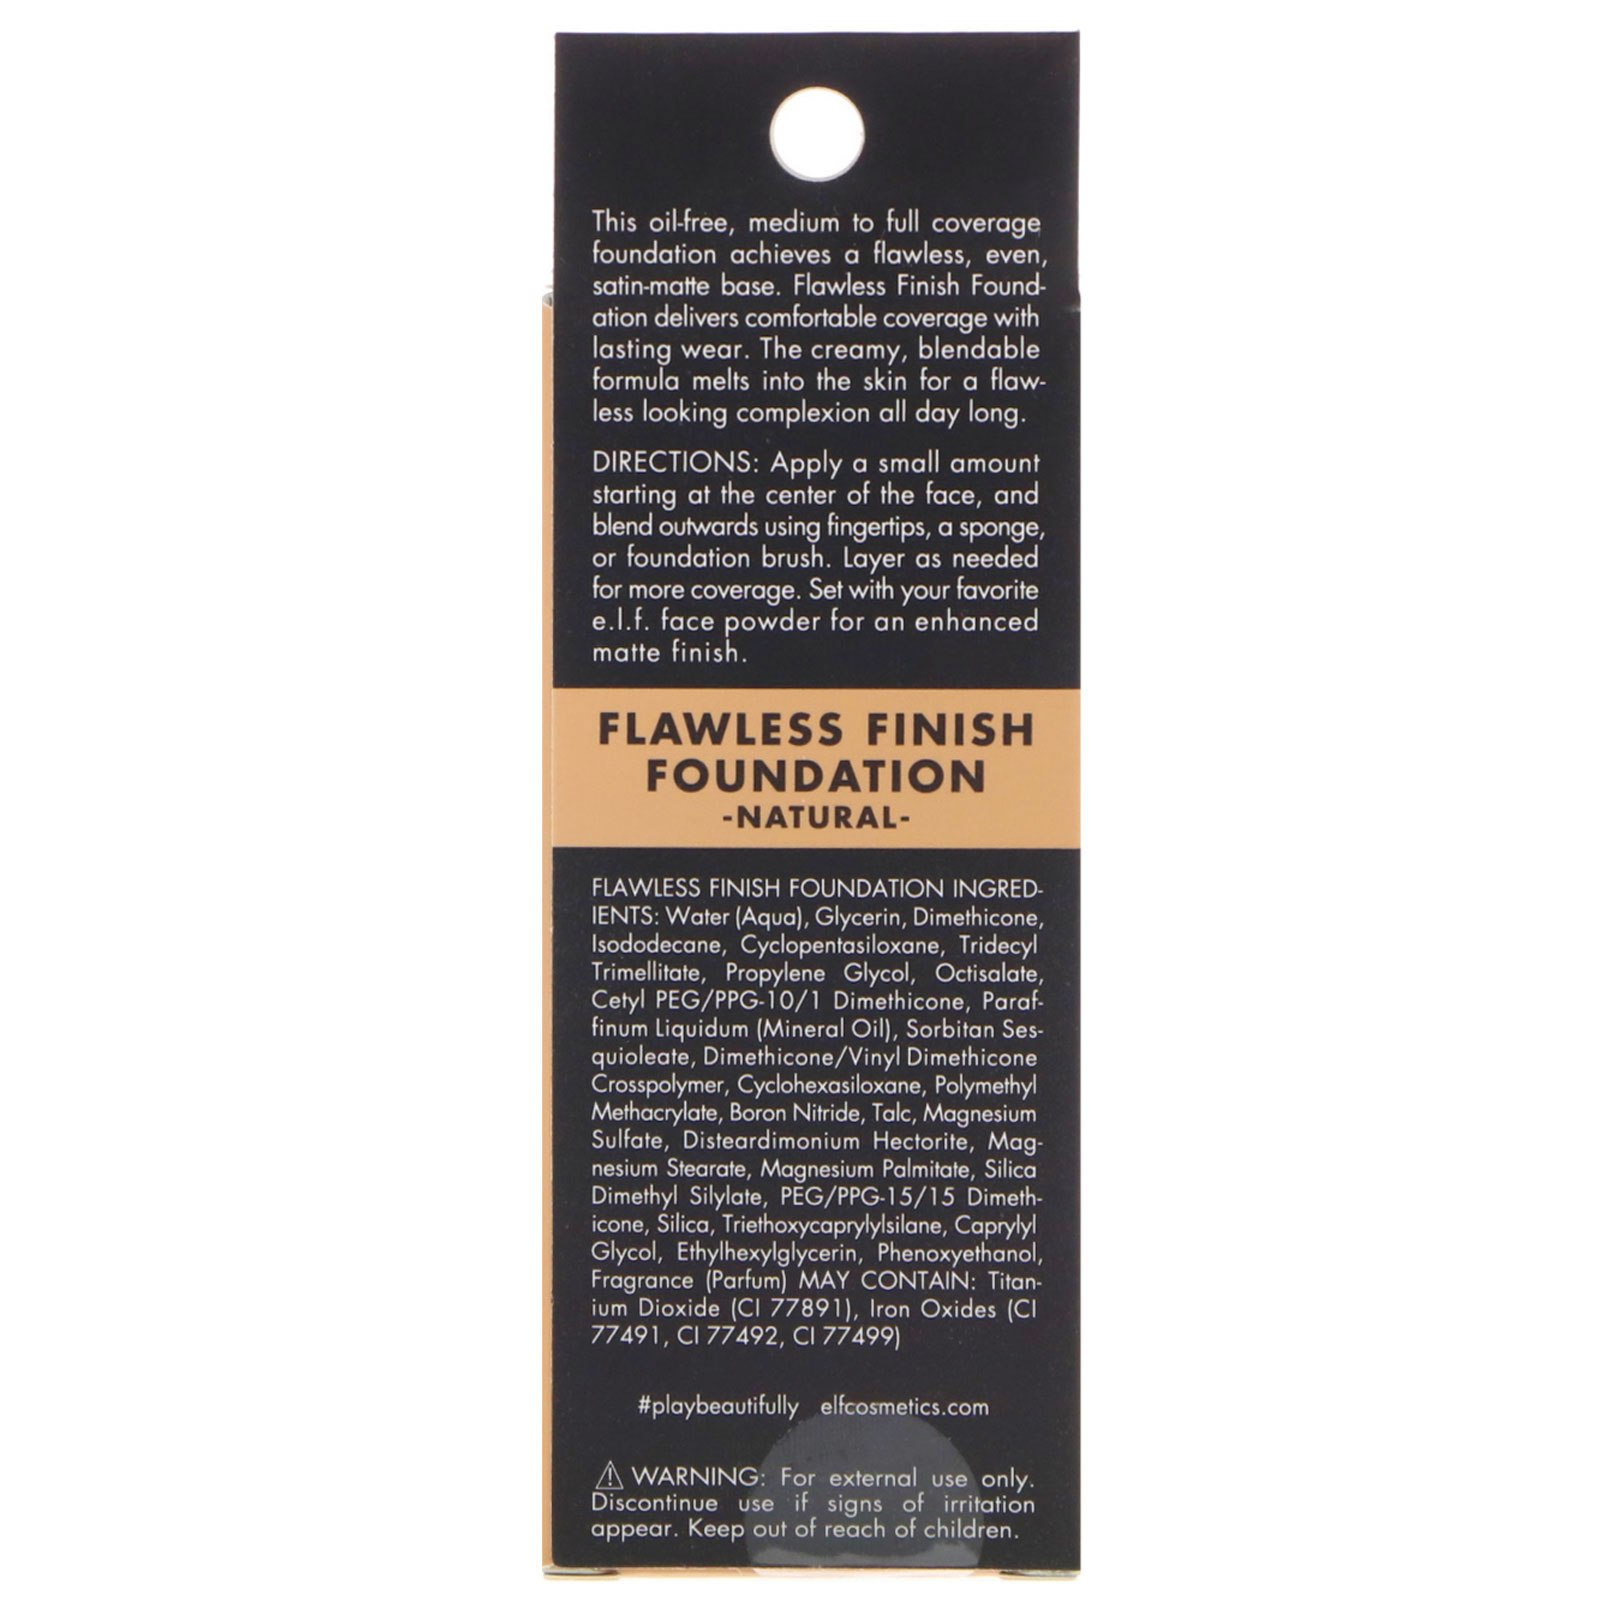 This oil-free, medium to full coverage
foundation achieves a flawless, even,
satin-matte base. Flawless Finish Found-
ation delivers comfortable coverage with
lasting wear. The creamy, blendable
formula melts into the skin for a flaw-
less looking complexion all day long.
DIRECTIONS: Apply a small amount
starting at the center of the face, and
blend outwards using fingertips, a sponge,
or foundation brush. Layer as needed
for more coverage. Set with your favorite
e.l.f. face powder for an enhanced
matte finish.
FLAWLESS FINISH
FOUNDATION
-NATURAL-
FLAWLESS FINISH FOUNDATION INGRED-
IENTS: Water (Aqua), Glycerin, Dimethicone,
Isododecane, Cyclopentasiloxane, Tridecyl
Trimellitate, Propylene Glycol, Octisalate,
Cetyl PEG/PPG-10/1 Dimethicone, Paraf-
finum Liquidum (Mineral Oil), Sorbitan Ses-
quioleate, Dimethicone/Vinyl Dimethicone
Crosspolymer, Cyclohexasiloxane, Polymethyl
Methacrylate, Boron Nitride, Talc, Magnesium
Sulfate, Disteardimonium Hectorite, Mag-
nesium Stearate, Magnesium Palmitate, Silica
Dimethyl Silylate, PEG/PPG-15/15 Dimeth-
icone, Silica, Triethoxycaprylylsilane, Caprylyl
Glycol, Ethylhexylglycerin, Phenoxyethanol,
Fragrance (Parfum) MAY CONTAIN: Titan-
ium Dioxide (CI 77891), Iron Oxides (CI
77491, CI 77492, CI 77499)
#playbeautifully elfcosmetics.com
⚠ WARNING: For external use only.
Discontinue use if signs of irritation
appear. Keep out of reach of children.